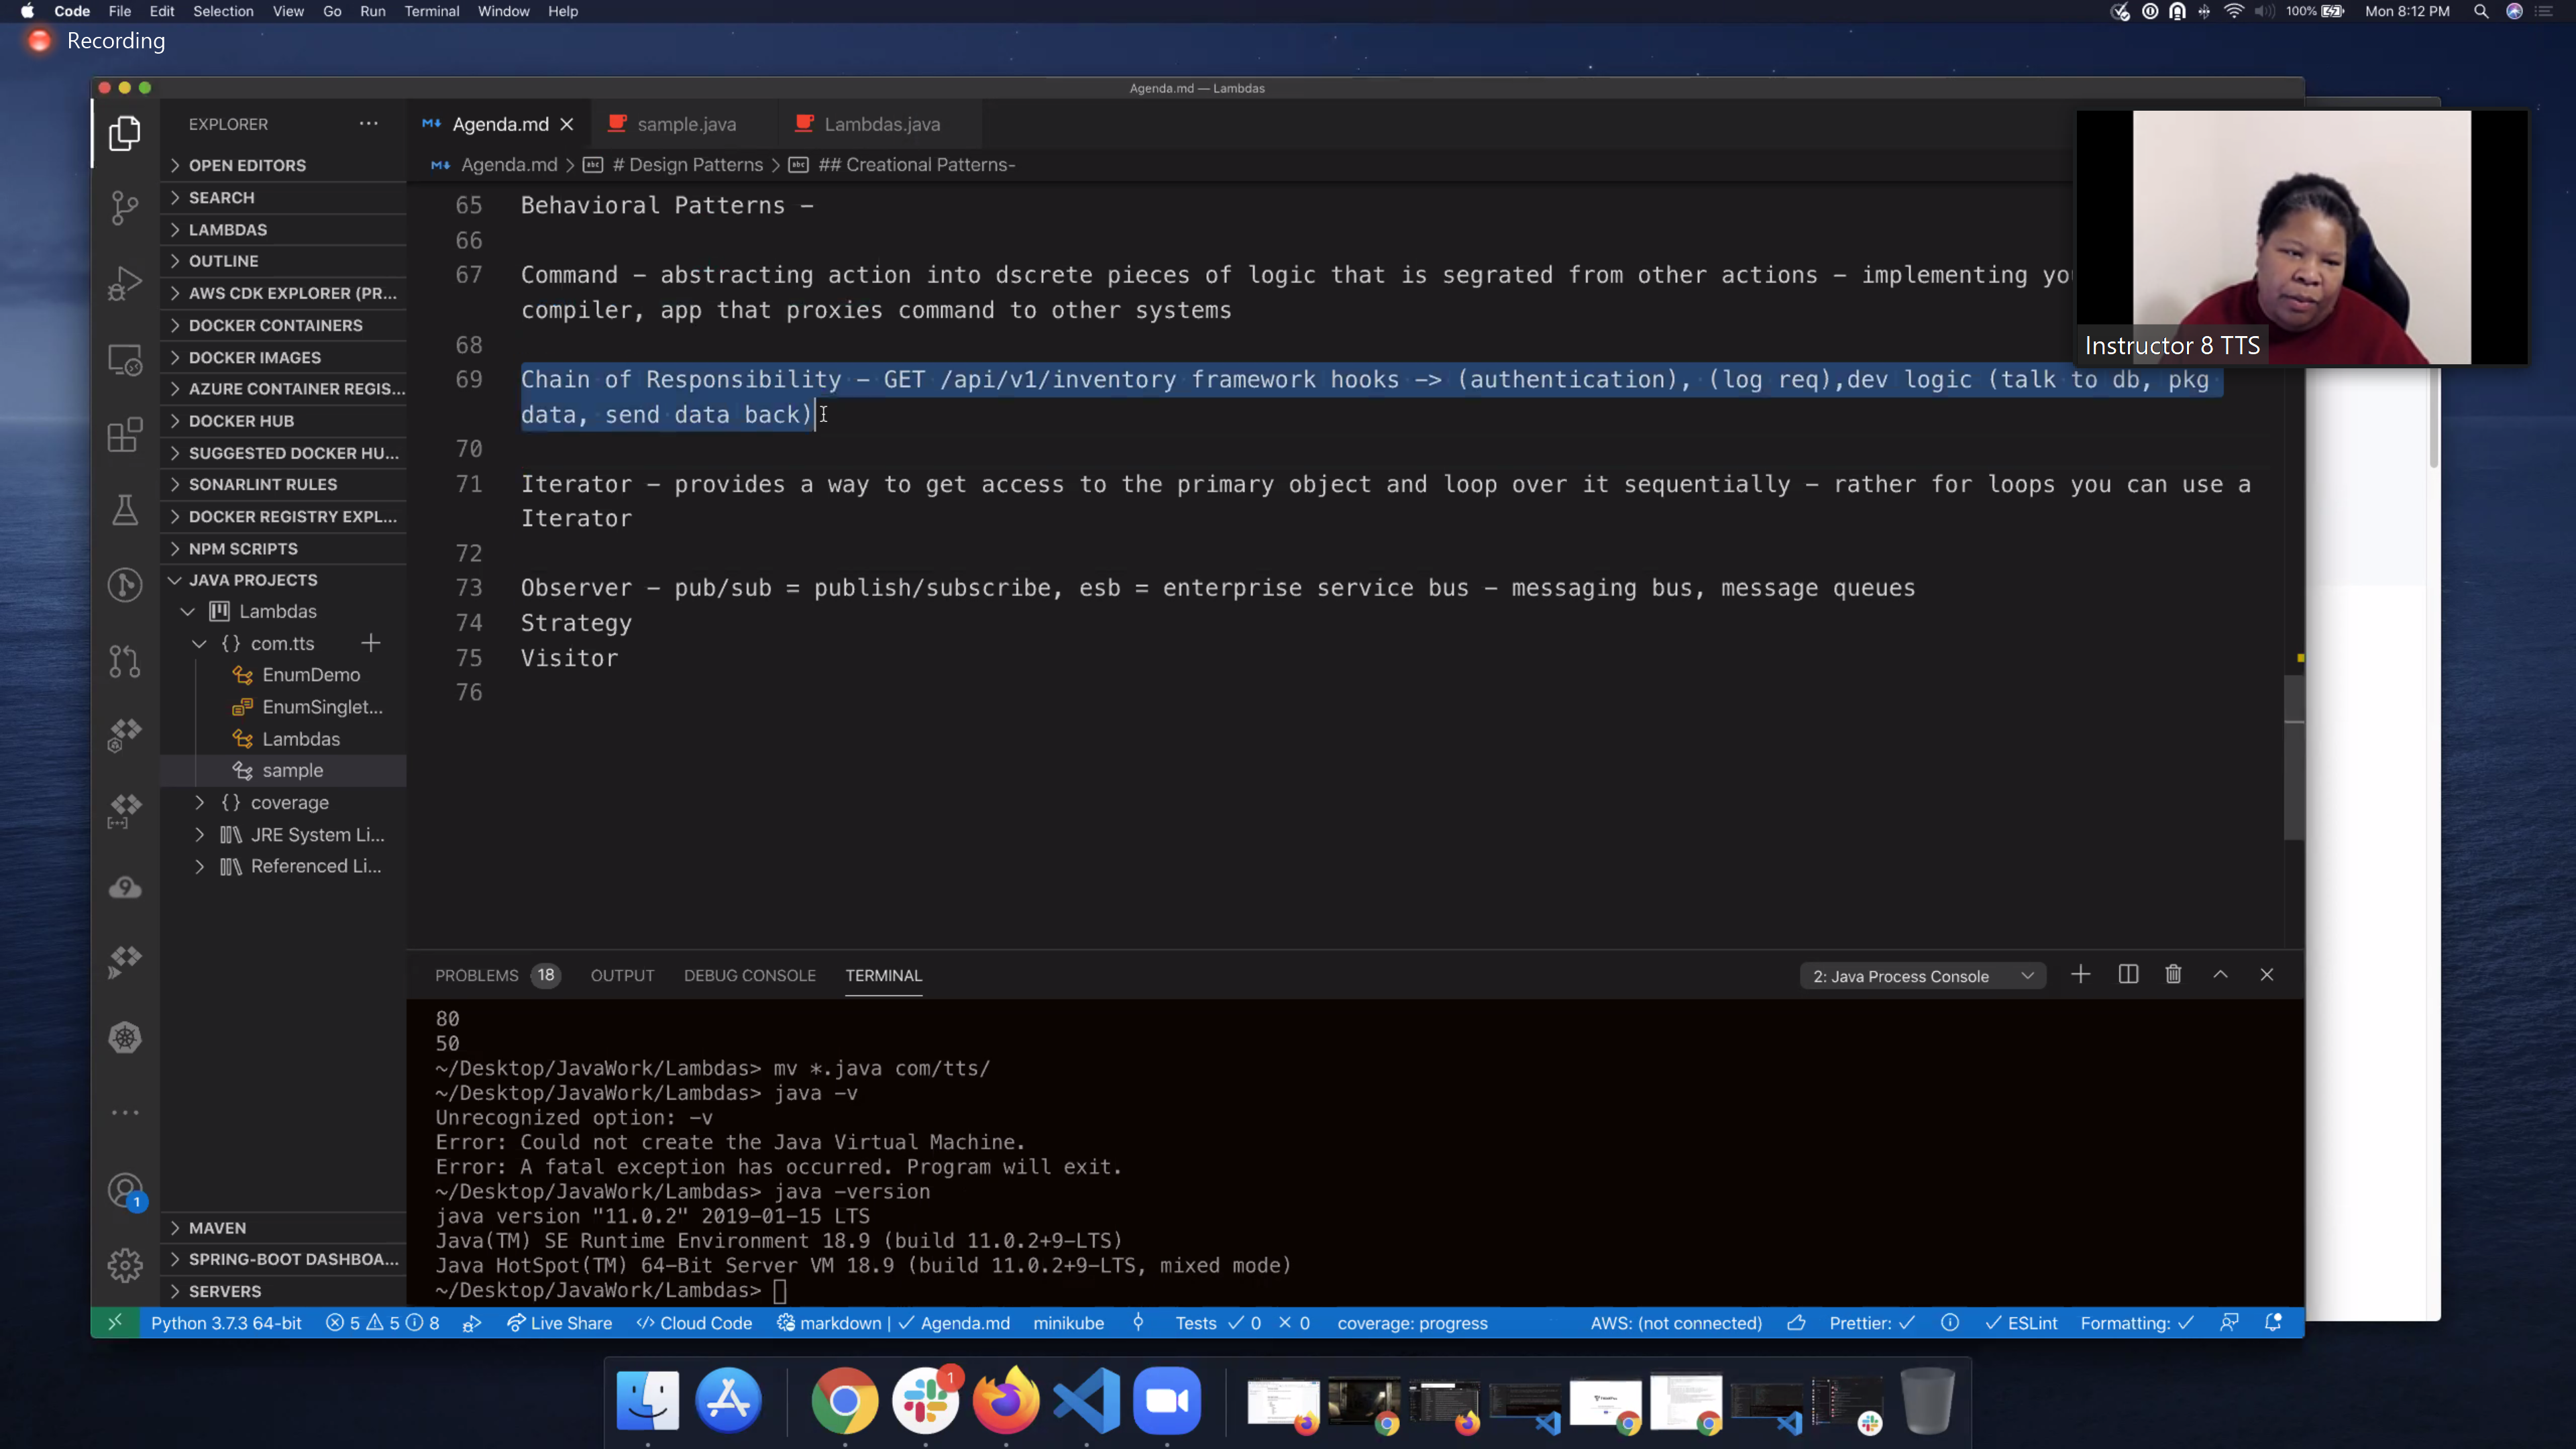 Code File Edit Selection View Go Run Terminal Window Help
100% Mon 8:12 PM
Recording
Agenda.md — Lambdas
EXPLORER
Agenda.md
sample.java
Lambdas.java
Agenda.md > # Design Patterns > ## Creational Patterns-
OPEN EDITORS
SEARCH
LAMBDAS
OUTLINE
AWS CDK EXPLORER (PR...
DOCKER CONTAINERS
DOCKER IMAGES
AZURE CONTAINER REGIS...
DOCKER HUB
SUGGESTED DOCKER HU...
SONARLINT RULES
DOCKER REGISTRY EXPL...
NPM SCRIPTS
JAVA PROJECTS
Lambdas
{} com.tts
EnumDemo
EnumSinglet...
Lambdas
sample
{} coverage
JRE System Li...
Referenced Li...
MAVEN
SPRING-BOOT DASHBOA...
SERVERS
65 Behavioral Patterns -
66
67 Command - abstracting action into dscrete pieces of logic that is segrated from other actions - implementing
compiler, app that proxies command to other systems
68
69 Chain of Responsibility - GET /api/v1/inventory framework hooks -> (authentication), (log req),dev logic (talk to db, pkg
data, send data back)
70
71 Iterator - provides a way to get access to the primary object and loop over it sequentially - rather for loops you can use a
Iterator
72
73 Observer - pub/sub = publish/subscribe, esb = enterprise service bus - messaging bus, message queues
74 Strategy
75 Visitor
76
Instructor 8 TTS
PROBLEMS 18 OUTPUT DEBUG CONSOLE TERMINAL
2: Java Process Console
80
50
~/Desktop/JavaWork/Lambdas> mv *.java com/tts/
~/Desktop/JavaWork/Lambdas> java -v
Unrecognized option: -v
Error: Could not create the Java Virtual Machine.
Error: A fatal exception has occurred. Program will exit.
~/Desktop/JavaWork/Lambdas> java -version
java version "11.0.2" 2019-01-15 LTS
Java(TM) SE Runtime Environment 18.9 (build 11.0.2+9-LTS)
Java HotSpot(TM) 64-Bit Server VM 18.9 (build 11.0.2+9-LTS, mixed mode)
~/Desktop/JavaWork/Lambdas>
1
Python 3.7.3 64-bit 5 5 8 Live Share </> Cloud Code markdown | Agenda.md minikube Tests 0 0 coverage: progress AWS: (not connected) Prettier: ESLint Formatting:
1